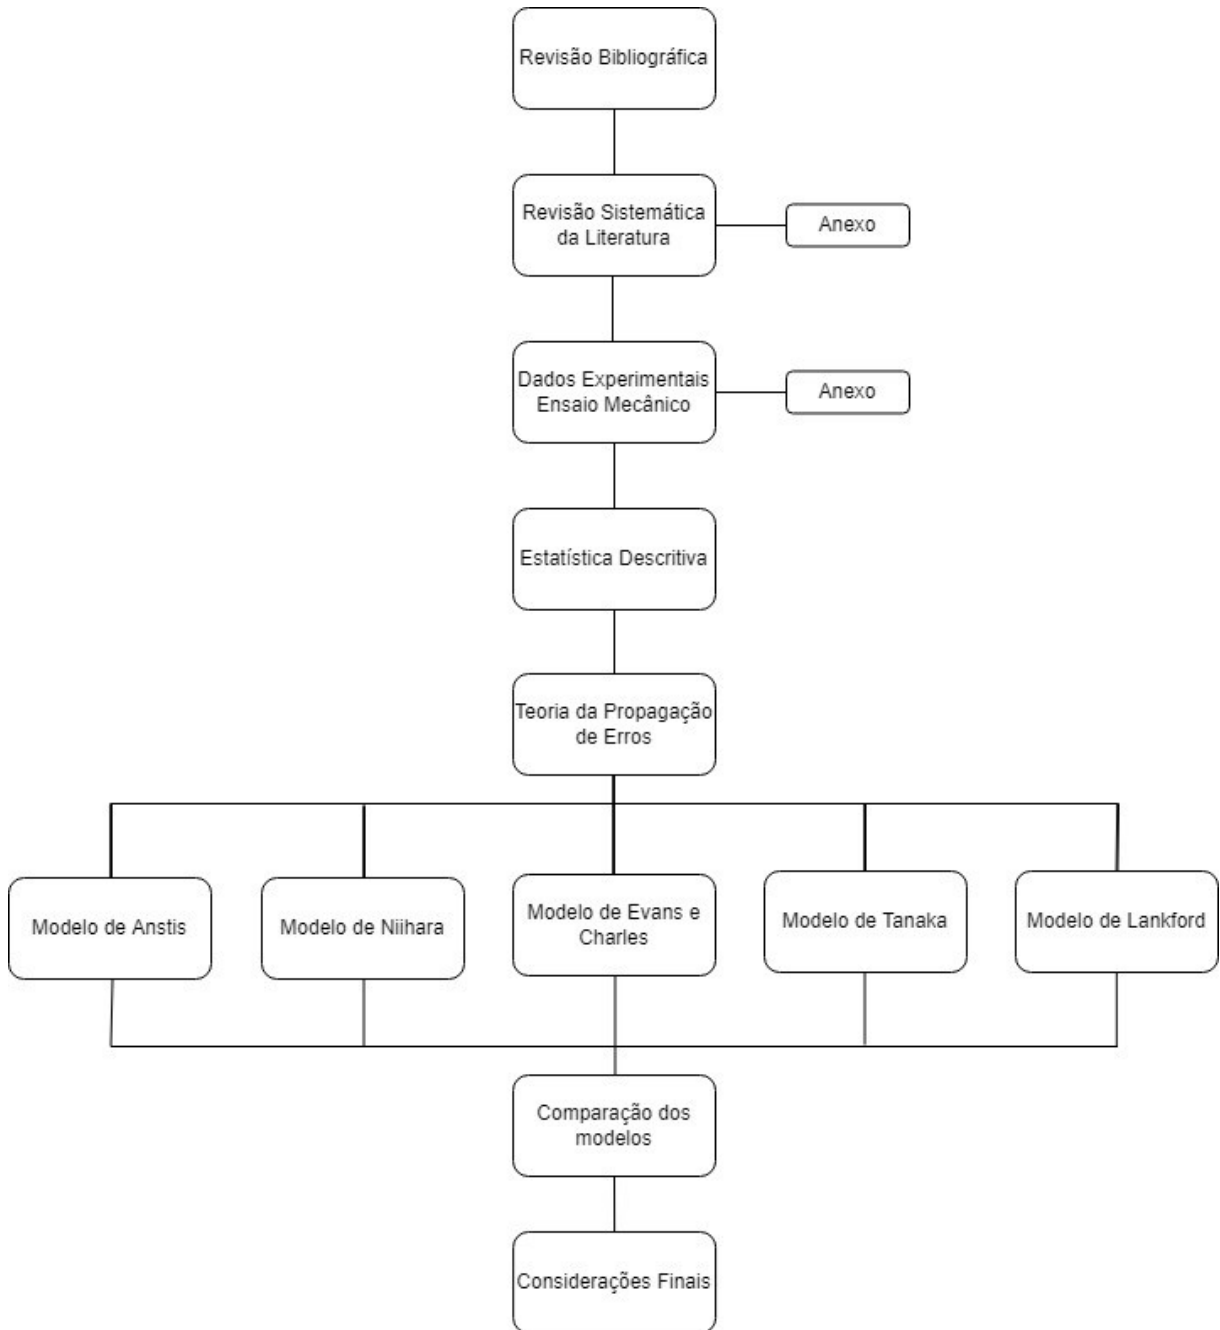 Revisão Bibliográfica
Revisão Sistemática
da Literatura
Anexo
Dados Experimentais
Ensaio Mecânico
Anexo
Estatística Descritiva
Teoria da Propagação
de Erros
Modelo de Anstis
Modelo de Niihara
Modelo de Evans e
Charles
Modelo de Tanaka
Modelo de Lankford
Comparação dos
modelos
Considerações Finais